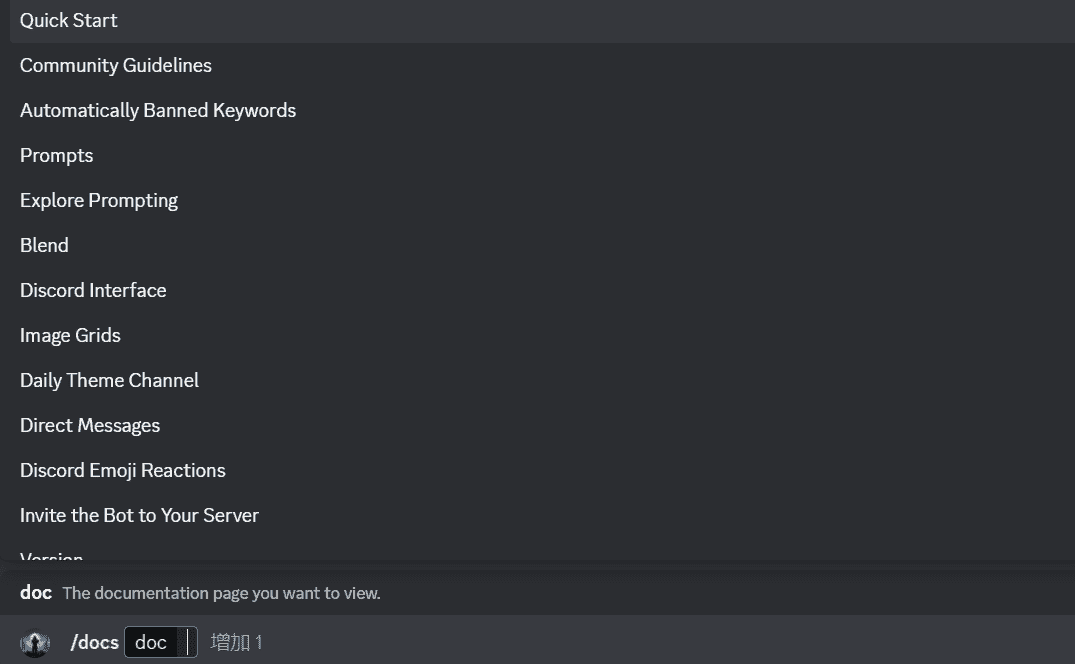 Quick Start
Community Guidelines
Automatically Banned Keywords
Prompts
Explore Prompting
Blend
Discord Interface
Image Grids
Daily Theme Channel
Direct Messages
Discord Emoji Reactions
Invite the Bot to Your Server
Version
doc The documentation page you want to view.
/docs doc 增加 1